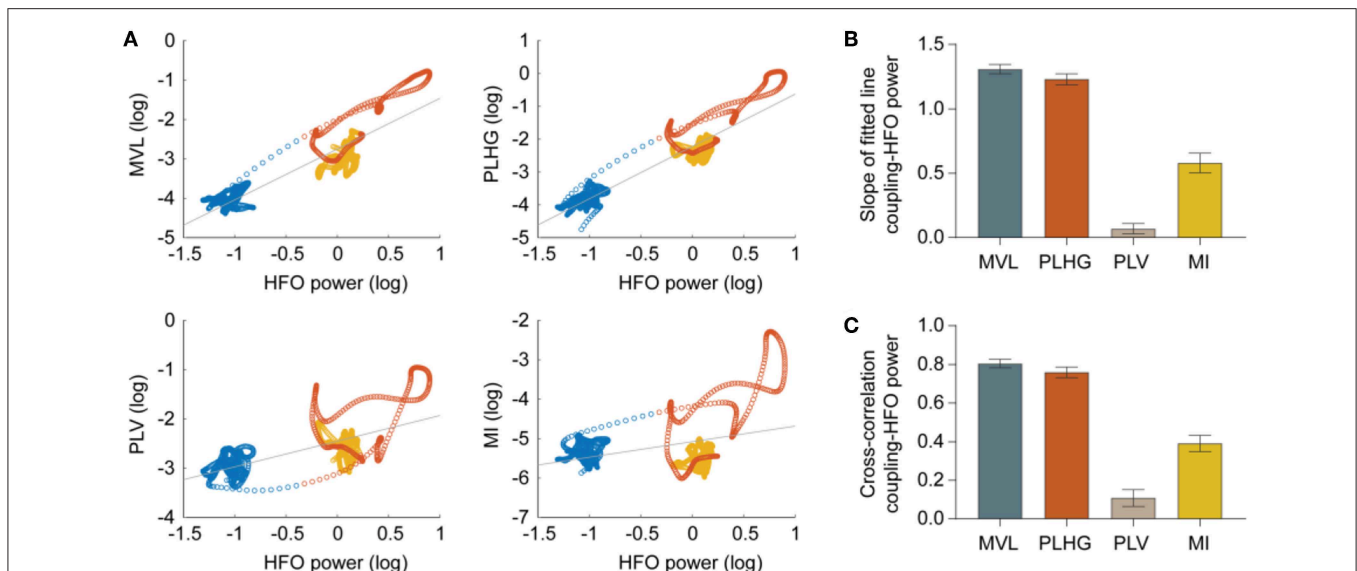 A
0
-1
-2
-3
-4
-5
MVL (log)
-1.5 -1 -0.5 0 0.5 1
HFO power (log)
1
0
-1
-2
-3
-4
-5
PLHG (log)
-1.5 -1 -0.5 0 0.5 1
HFO power (log)
0
-1
-2
-3
-4
PLV (log)
-1.5 -1 -0.5 0 0.5 1
HFO power (log)
-2
-3
-4
-5
-6
-7
MI (log)
-1.5 -1 -0.5 0 0.5 1
HFO power (log)
B
1.5
1.0
0.5
0.0
Slope of fitted line
coupling-HFO power
MVL PLHG PLV MI
C
1.0
0.8
0.6
0.4
0.2
0.0
Cross-correlation
coupling-HFO power
MVL PLHG PLV MI